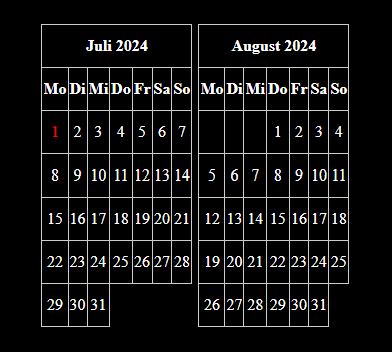 Juli 2024
Mo Di Mi Do Fr Sa So
1 2 3 4 5 6 7
8 9 10 11 12 13 14
15 16 17 18 19 20 21
22 23 24 25 26 27 28
29 30 31
August 2024
Mo Di Mi Do Fr Sa So
1 2 3 4
5 6 7 8 9 10 11
12 13 14 15 16 17 18
19 20 21 22 23 24 25
26 27 28 29 30 31